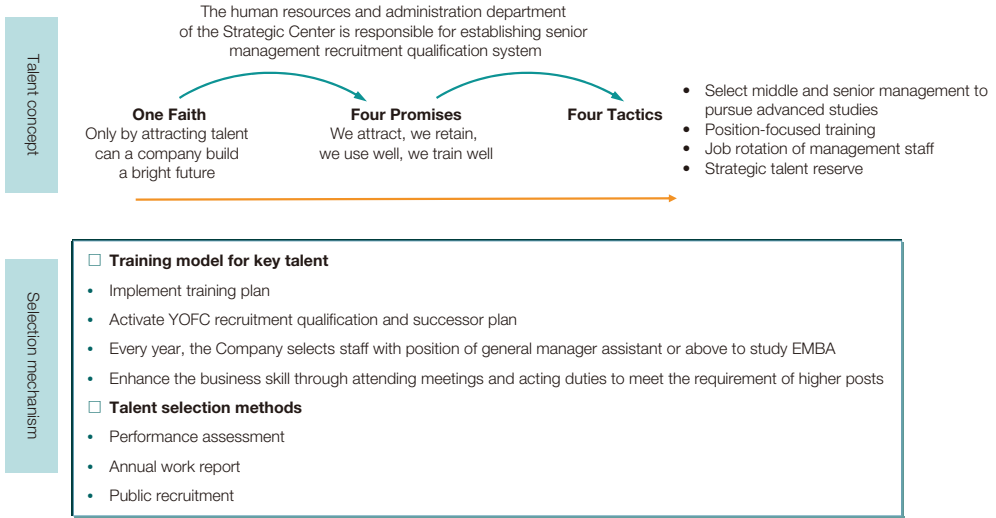 Talent concept
The human resources and administration department
of the Strategic Center is responsible for establishing senior
management recruitment qualification system
One Faith
Only by attracting talent
can a company build
a bright future
Four Promises
We attract, we retain,
we use well, we train well
Four Tactics
• Select middle and senior management to
pursue advanced studies
• Position-focused training
• Job rotation of management staff
• Strategic talent reserve
Selection mechanism
□ Training model for key talent
• Implement training plan
• Activate YOFC recruitment qualification and successor plan
• Every year, the Company selects staff with position of general manager assistant or above to study EMBA
• Enhance the business skill through attending meetings and acting duties to meet the requirement of higher posts
□ Talent selection methods
• Performance assessment
• Annual work report
• Public recruitment